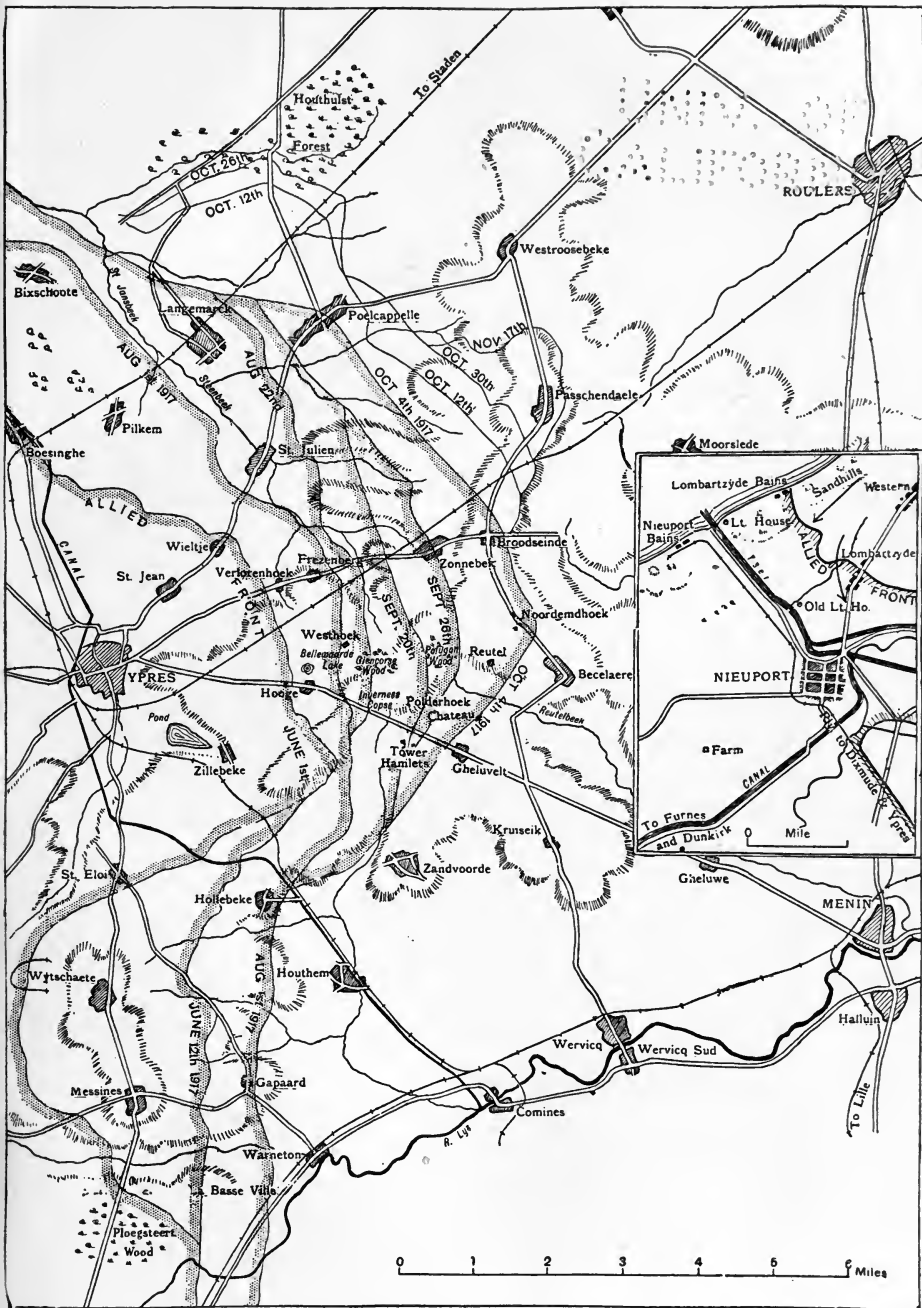 To Staden
Houthulst
Forest
OCT. 26th
OCT. 12th
ROULERS
Westroosebeke
Bixschoote
St Jansbeek
Langemarck
Poelcappelle
AUG 1st 1917
Steenbeek
AUG 22nd
NOV 17th
OCT. 30th
OCT. 12th
OCT 4th 1917
Passchendaele
Pilkem
Boesinghe
St. Julien
Moorslede
ALLIED
FRONT
CANAL
Wieltje
St. Jean
Verlorenhoek
Frezenberg
Zonnebek
Broodseinde
SEPT. 20th
SEPT 26th
Noordemdhoek
Westhoek
Bellewaarde
Lake
Glencorse
Wood
Polygon
Wood
Reutel
Becelaere
YPRES
Hooge
Inverness
Copse
Polderhoek
Chateau
OCT 4th 1917
Reutelbeek
Pond
Zillebeke
JUNE 1st
Tower
Hamlets
Gheluvelt
Kruiseik
Zandvoorde
St. Eloi
Hollebeke
Gheluwe
MENIN
Wytschaete
Houthem
AUG 1st 1917
JUNE 12th 1917
Halluin
Wervicq
Wervicq Sud
Messines
Gapaard
Comines
R. Lys
To Lille
Warneton
Basse Ville
Ploegsteert
Wood
0 1 2 3 4 5 6
Miles
Lombartzyde Bains
Sandhills
Western
Nieuport
Bains
Lt. House
Yser
ALLIED
FRONT
Lombartzyde
Old Lt. Ho.
NIEUPORT
Farm
CANAL
Rly to Dixmude & Ypres
To Furnes
and Dunkirk
0 Mile